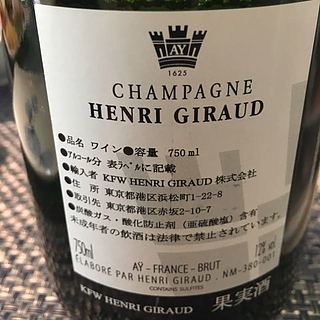 AY
1625
CHAMPAGNE
HENRI GIRAUD
●品名 ワイン●容量 750ml
●アルコール分 表ラベルに記載
●輸入者 KFW HENRI GIRAUD 株式会社
●住 所 東京都港区浜松町1-22-8
●取引先 東京都港区赤坂2-10-7
●炭酸ガス・酸化防止剤（亜硫酸塩）含有
未成年者の飲酒は法律で禁止されています。
750ml AŸ-FRANCE-BRUT 12% vol.
ÉLABORÉ PAR HENRI GIRAUD. NM-380-001
CONTAINS SULFITES
KFW HENRI GIRAUD 果実酒